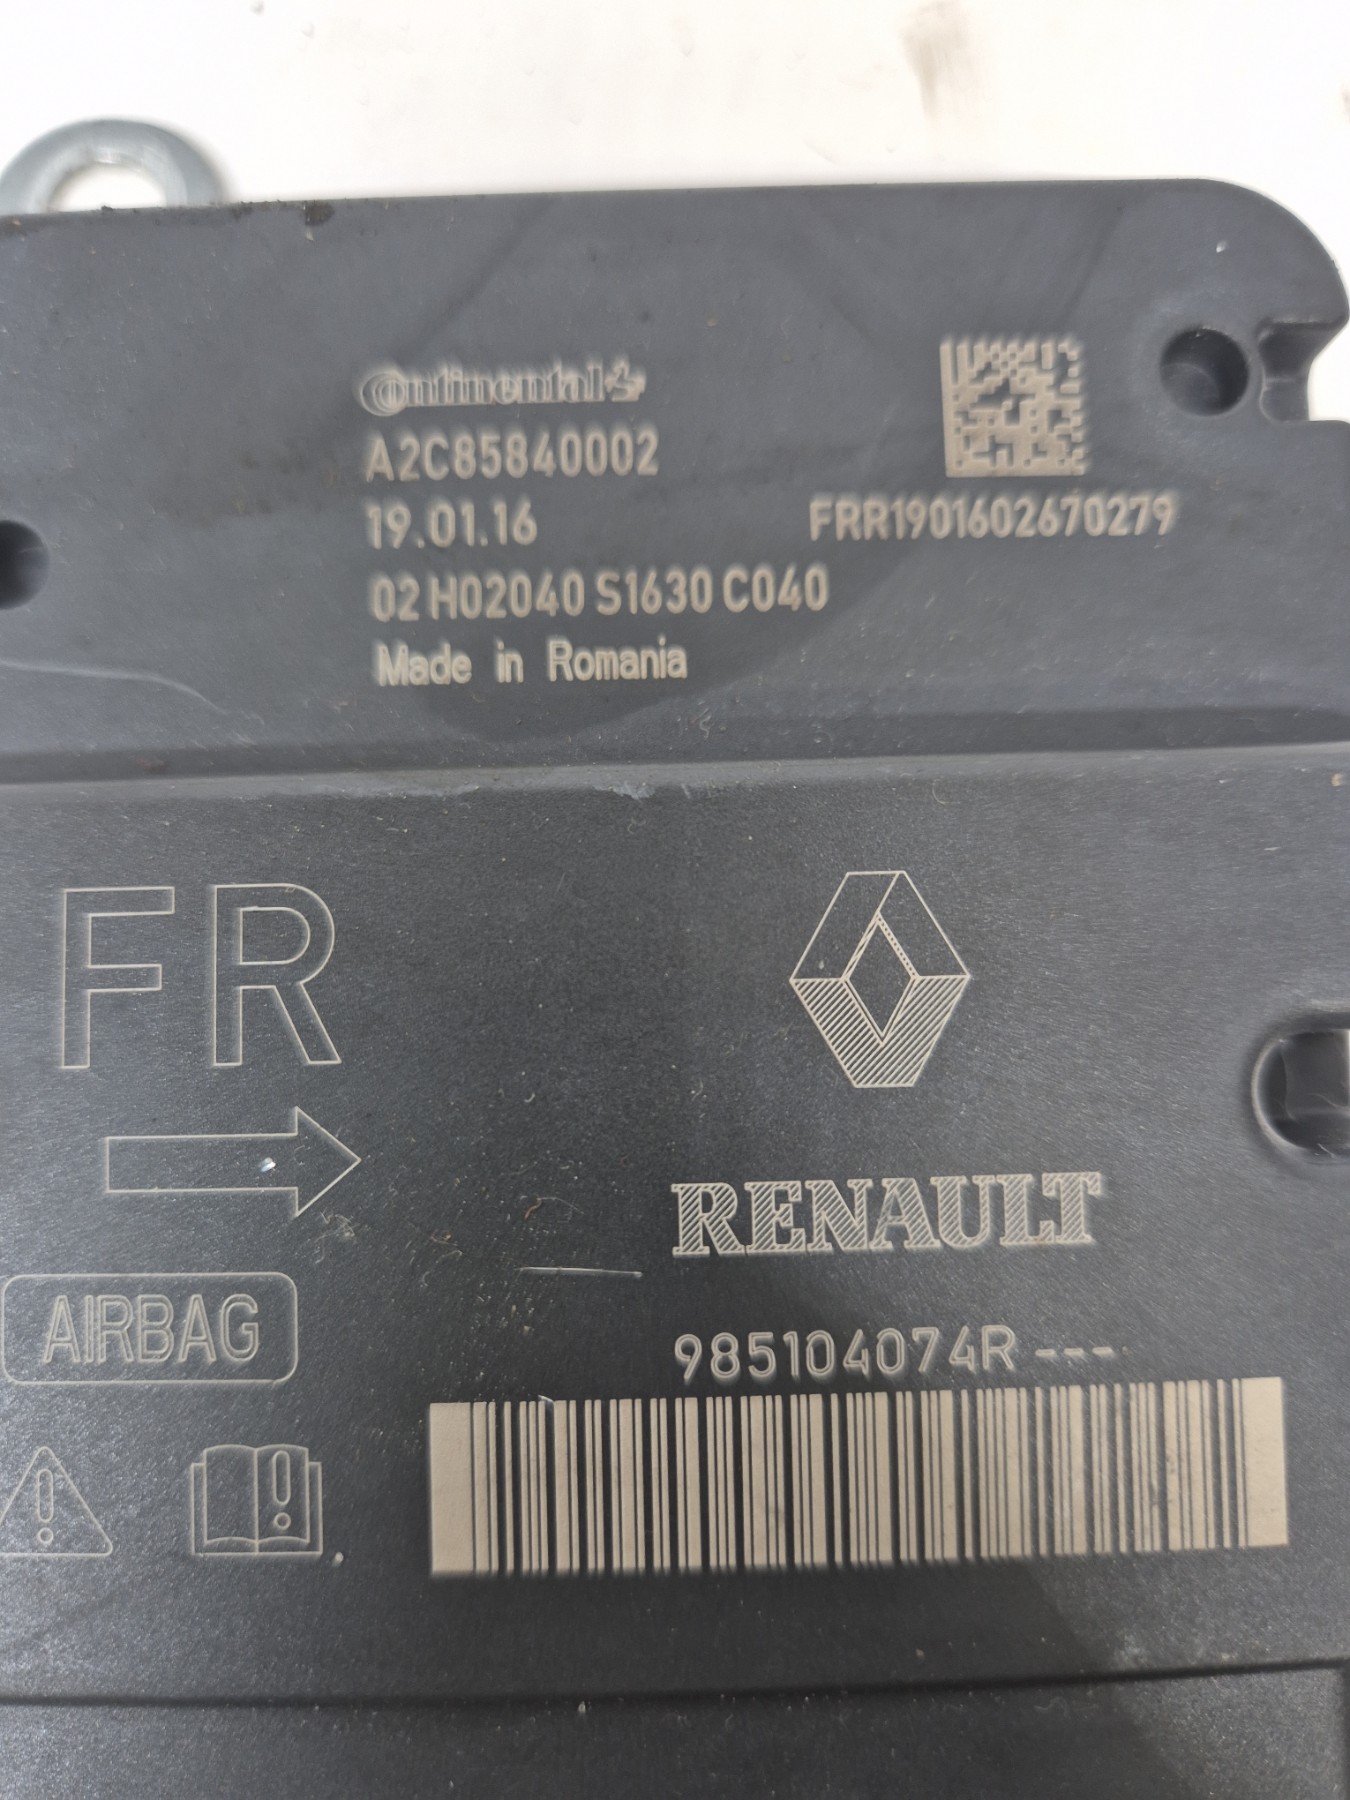 Continental
A2C85840002
19.01.16
FRR1901602670279
02 H02040 S1630 C040
Made in Romania
FR
RENAULT
AIRBAG
985104074R ---